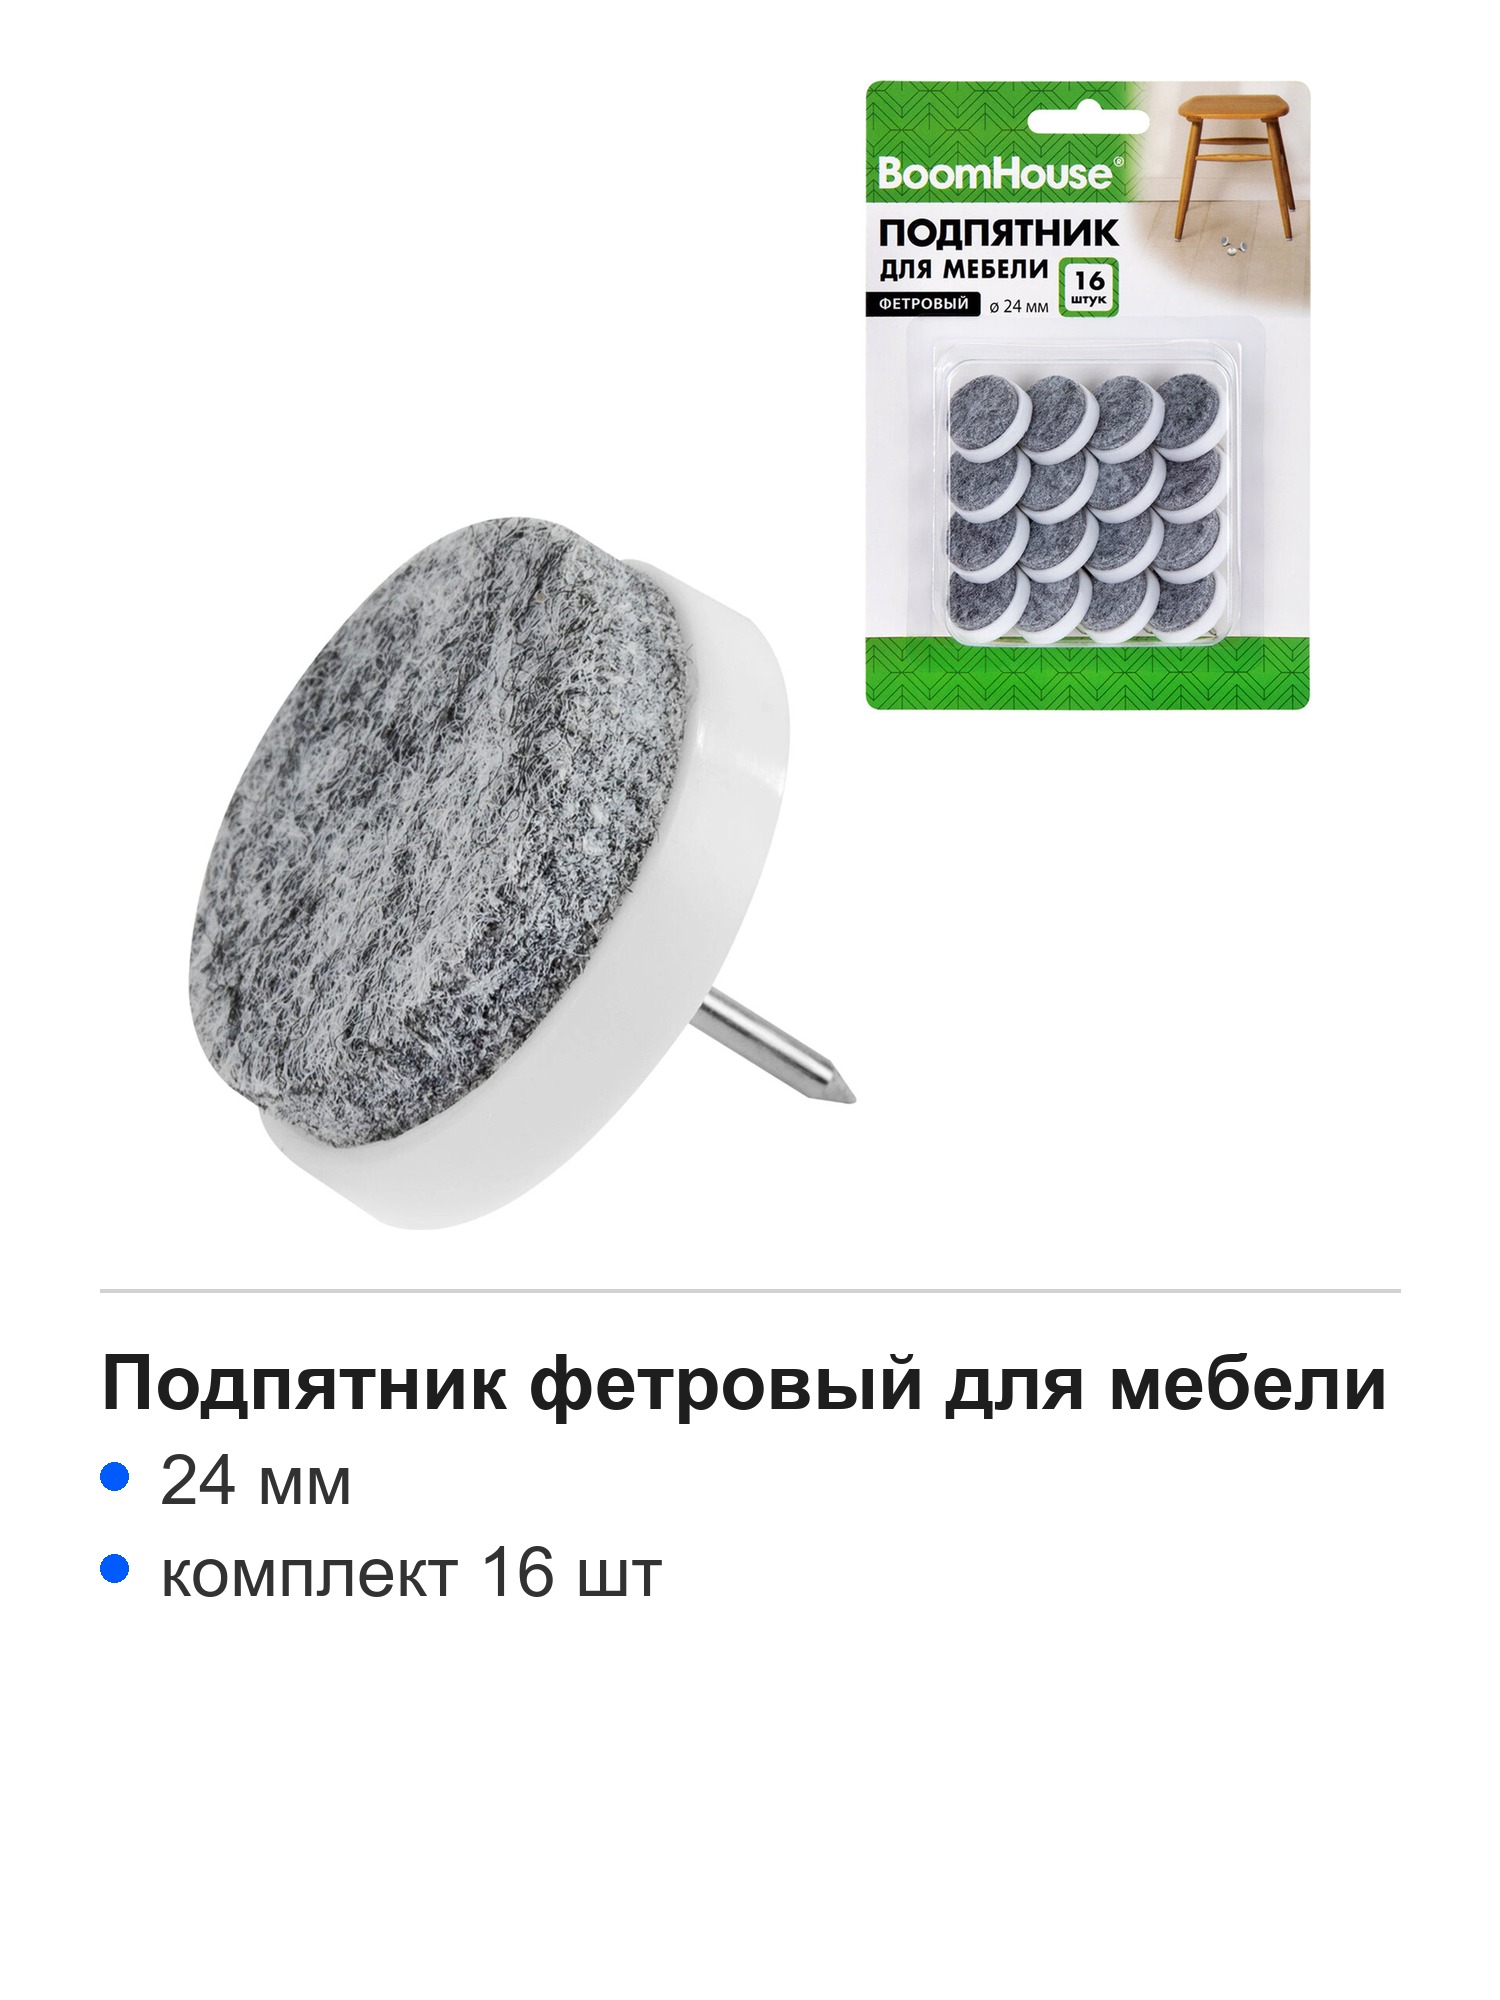 BoomHouse®
ПОДПЯТНИК
ДЛЯ МЕБЕЛИ
16
штук
ФЕТРОВЫЙ
ø 24 мм
Подпятник фетровый для мебели
24 мм
комплект 16 шт